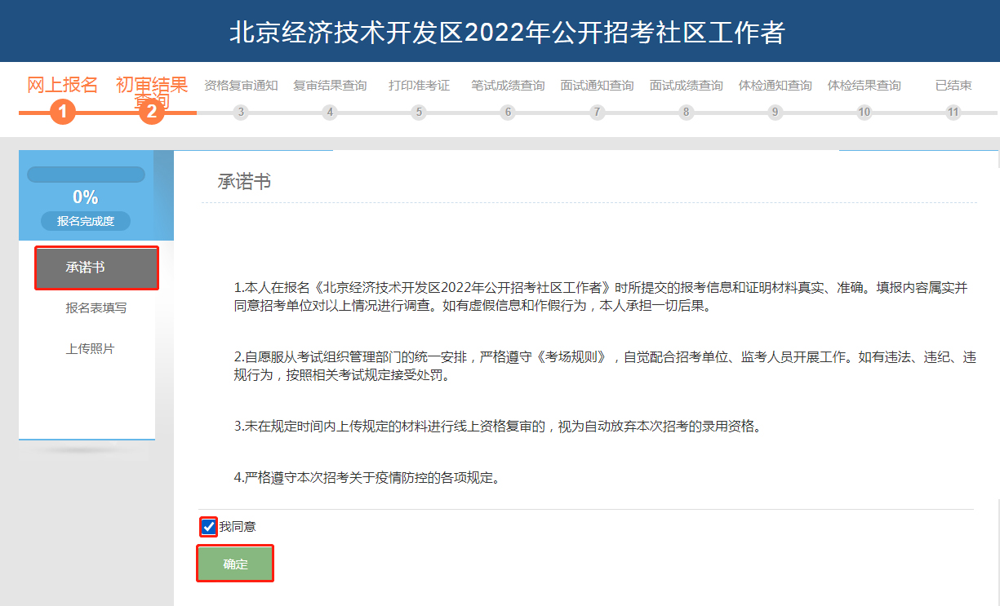 北京经济技术开发区2022年公开招考社区工作者
网上报名 初审结果查询 资格复审通知 复审结果查询 打印准考证 笔试成绩查询 面试通知查询 面试成绩查询 体检通知查询 体检结果查询 已结束
1 2 3 4 5 6 7 8 9 10 11
0%
报名完成度
承诺书
报名表填写
上传照片
承诺书
1.本人在报名《北京经济技术开发区2022年公开招考社区工作者》时所提交的报考信息和证明材料真实、准确。填报内容属实并
同意招考单位对以上情况进行调查。如有虚假信息和作假行为，本人承担一切后果。
2.自愿服从考试组织管理部门的统一安排，严格遵守《考场规则》，自觉配合招考单位、监考人员开展工作。如有违法、违纪、违
规行为，按照相关考试规定接受处罚。
3.未在规定时间内上传规定的材料进行线上资格复审的，视为自动放弃本次招考的录用资格。
4.严格遵守本次招考关于疫情防控的各项规定。
我同意
确定